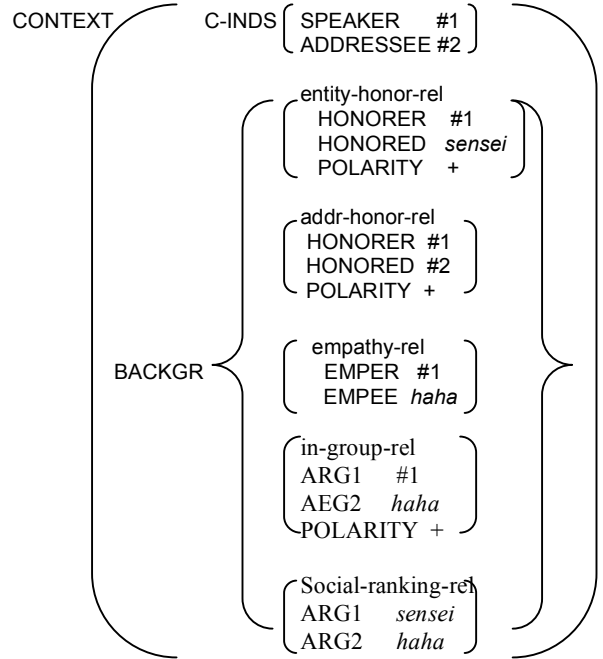 CONTEXT C-INDS SPEAKER #1
ADDRESSEE #2
entity-honor-rel
HONORER #1
HONORED sensei
POLARITY +
addr-honor-rel
HONORER #1
HONORED #2
POLARITY +
BACKGR
empathy-rel
EMPER #1
EMPEE haha
in-group-rel
ARG1 #1
AEG2 haha
POLARITY +
Social-ranking-rel
ARG1 sensei
ARG2 haha